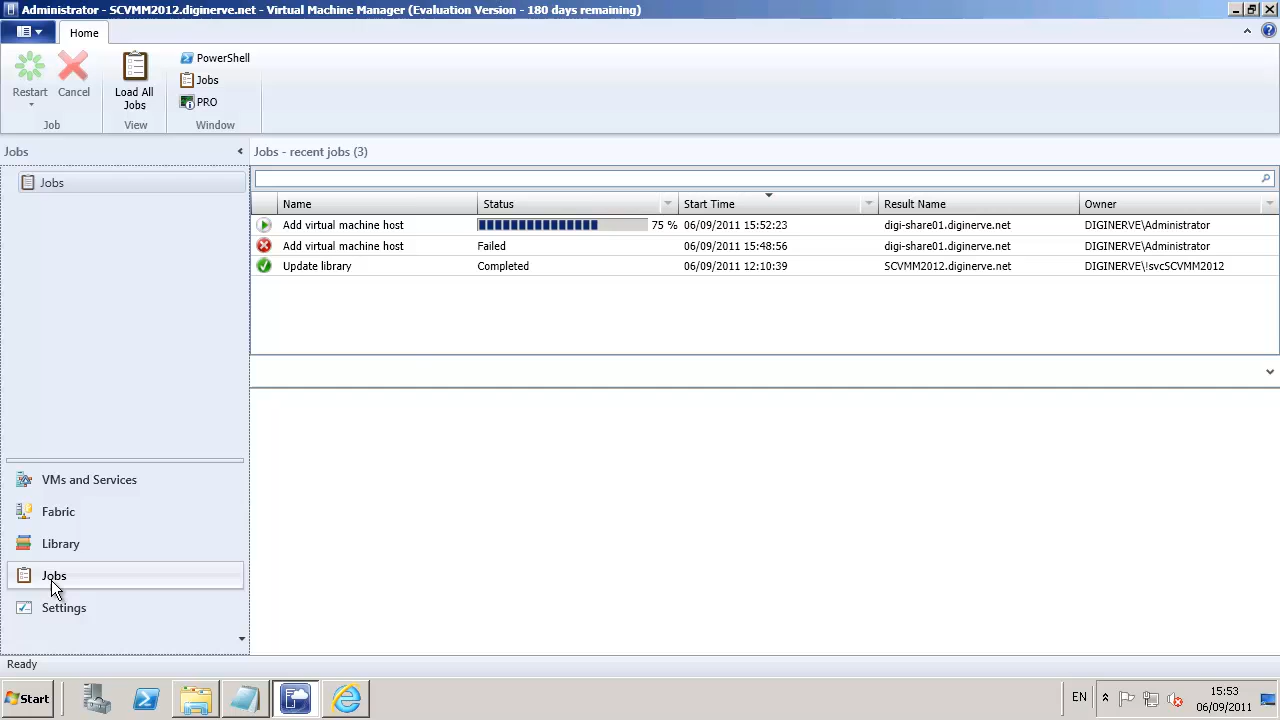 Administrator - SCVMM2012.diginerve.net - Virtual Machine Manager (Evaluation Version - 180 days remaining)
Home
Restart
Cancel
Load All
Jobs
PowerShell
Jobs
PRO
Job
View
Window
Jobs
Jobs - recent jobs (3)
Jobs
Name Status Start Time Result Name Owner
Add virtual machine host 75 % 06/09/2011 15:52:23 digi-share01.diginerve.net DIGINERVE\Administrator
Add virtual machine host Failed 06/09/2011 15:48:56 digi-share01.diginerve.net DIGINERVE\Administrator
Update library Completed 06/09/2011 12:10:39 SCVMM2012.diginerve.net DIGINERVE\!svcSCVMM2012
VMs and Services
Fabric
Library
Jobs
Settings
Ready
Start
EN
15:53
06/09/2011